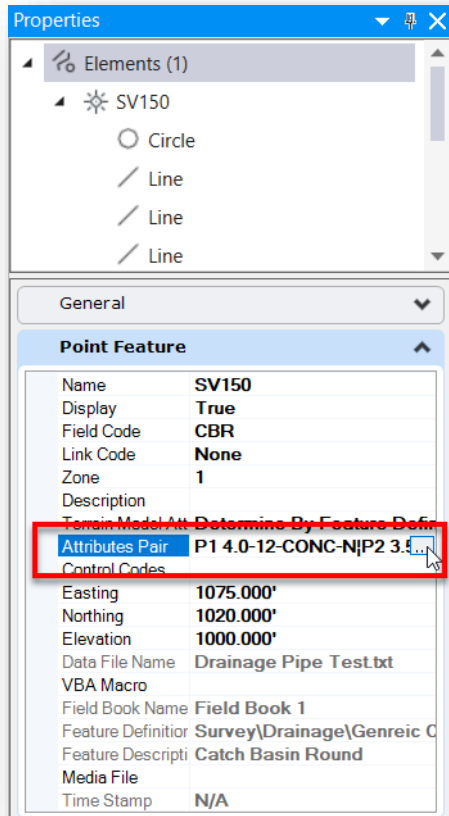 Properties
Elements (1)
SV150
Circle
Line
Line
Line
General
Point Feature
Name SV150
Display True
Field Code CBR
Link Code None
Zone 1
Description
Terrain Model Att Determine By Feature Defin
Attributes Pair P1 4.0-12-CONC-N¦P2 3.5 ...
Control Codes
Easting 1075.000'
Northing 1020.000'
Elevation 1000.000'
Data File Name Drainage Pipe Test.txt
VBA Macro
Field Book Name Field Book 1
Feature Definitior Survey\Drainage\Genreic C
Feature Descripti Catch Basin Round
Media File
Time Stamp N/A